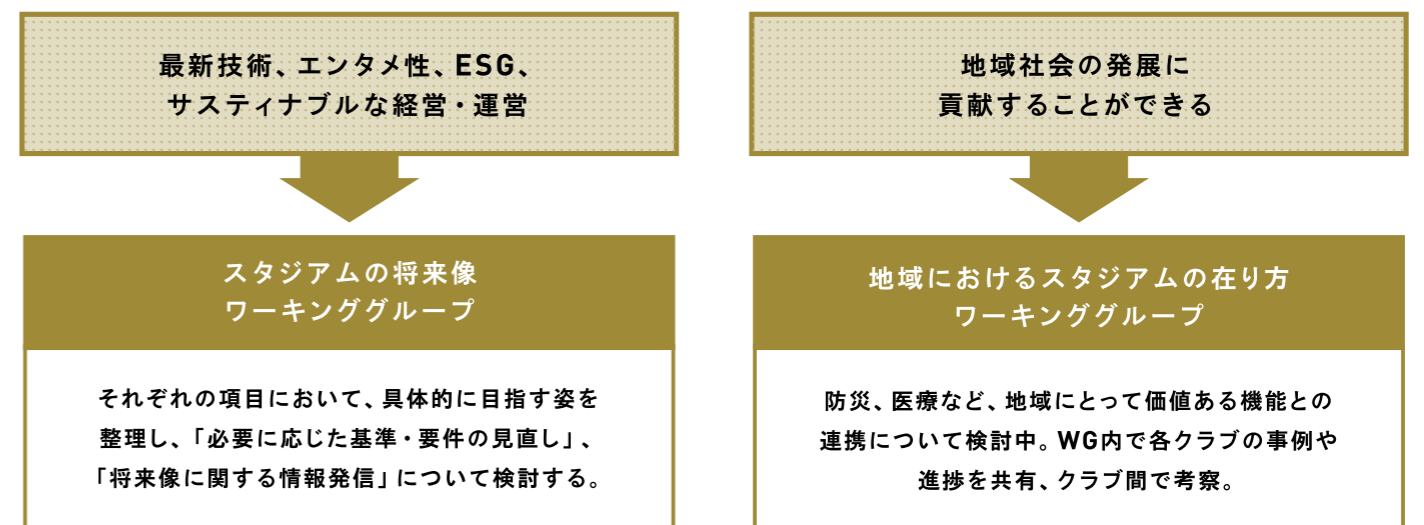 最新技術、エンタメ性、ESG、
サスティナブルな経営・運営
スタジアムの将来像
ワーキンググループ
それぞれの項目において、具体的に目指す姿を
整理し、「必要に応じた基準・要件の見直し」、
「将来像に関する情報発信」について検討する。
地域社会の発展に
貢献することができる
地域におけるスタジアムの在り方
ワーキンググループ
防災、医療など、地域にとって価値ある機能との
連携について検討中。WG内で各クラブの事例や
進捗を共有、クラブ間で考察。